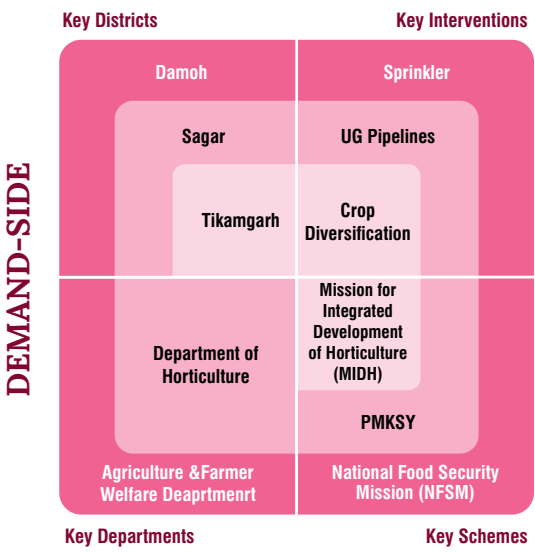 Key Districts
Key Interventions
DEMAND-SIDE
Damoh
Sprinkler
Sagar
UG Pipelines
Tikamgarh
Crop
Diversification
Mission for
Integrated
Development
of Horticulture
(MIDH)
Department of
Horticulture
PMKSY
Agriculture &Farmer
Welfare Deaprtmenrt
National Food Security
Mission (NFSM)
Key Departments
Key Schemes